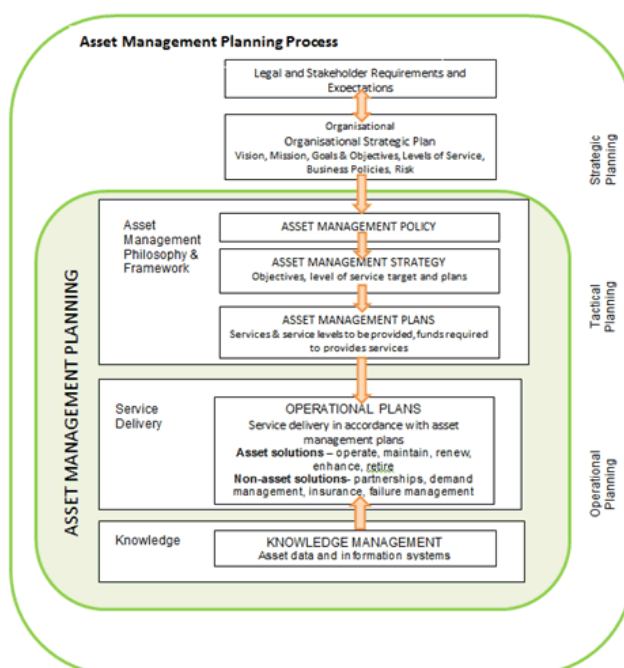 Asset Management Planning Process
Legal and Stakeholder Requirements and
Expectations
Organisational
Organisational Strategic Plan
Vision, Mission, Goals & Objectives, Levels of Service,
Business Policies, Risk
Strategic
Planning
ASSET MANAGEMENT PLANNING
Asset
Management
Philosophy &
Framework
ASSET MANAGEMENT POLICY
ASSET MANAGEMENT STRATEGY
Objectives, level of service target and plans
ASSET MANAGEMENT PLANS
Services & service levels to be provided, funds required
to provides services
Tactical
Planning
Service
Delivery
OPERATIONAL PLANS
Service delivery in accordance with asset
management plans
Asset solutions – operate, maintain, renew,
enhance, retire
Non-asset solutions- partnerships, demand
management, insurance, failure management
Operational
Planning
Knowledge
KNOWLEDGE MANAGEMENT
Asset data and information systems